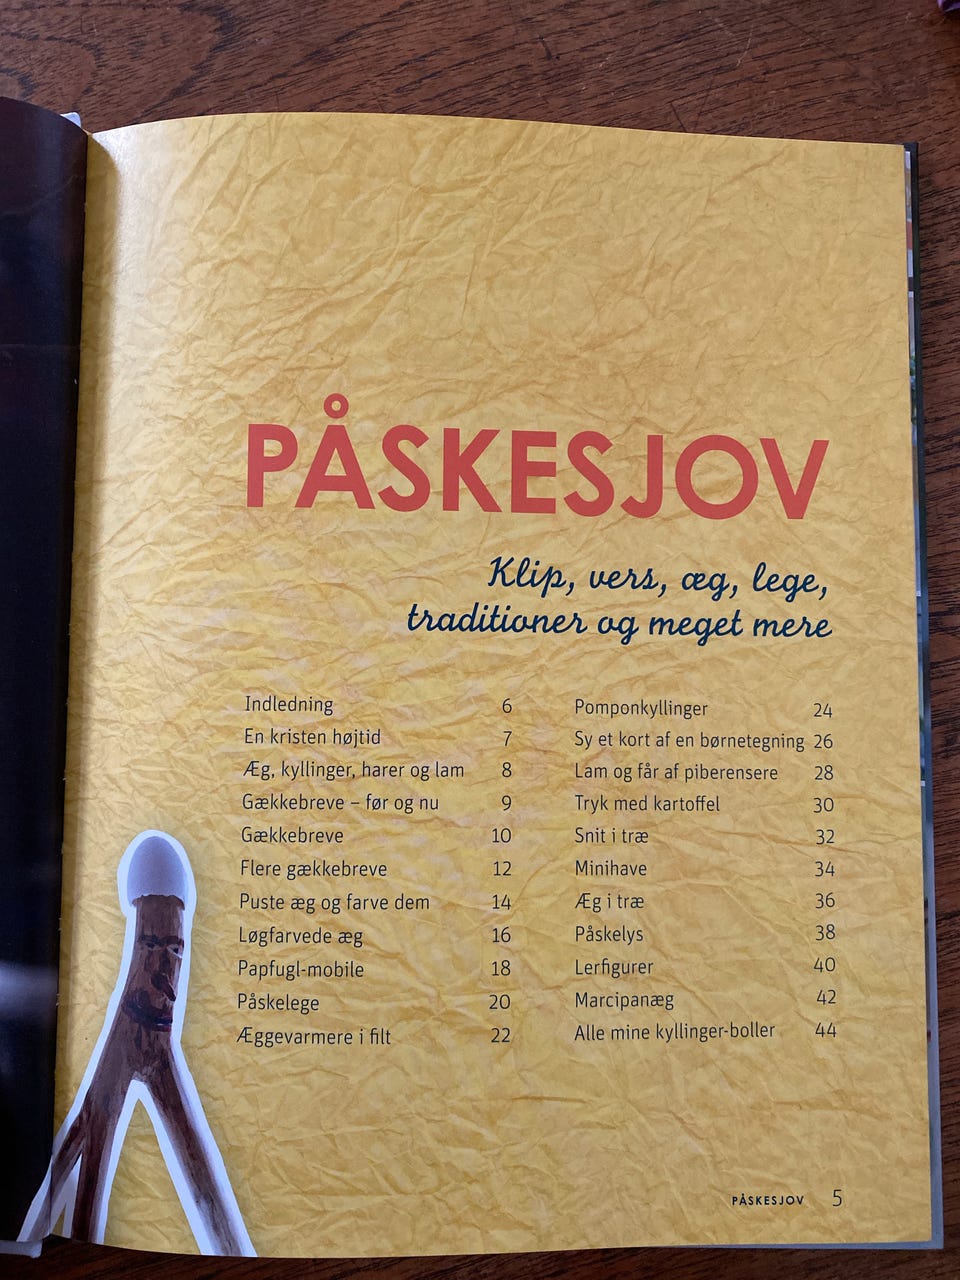 PÅSKESJOV
Klip, vers, æg, lege,
traditioner og meget mere
Indledning 6
En kristen højtid 7
Æg, kyllinger, harer og lam 8
Gækkebreve – før og nu 9
Gækkebreve 10
Flere gækkebreve 12
Puste æg og farve dem 14
Løgfarvede æg 16
Papfugl-mobile 18
Påskelege 20
Æggevarmere i filt 22
Pomponkyllinger 24
Sy et kort af en børnetegning 26
Lam og får af piberensere 28
Tryk med kartoffel 30
Snit i træ 32
Minihave 34
Æg i træ 36
Påskelys 38
Lerfigurer 40
Marcipanæg 42
Alle mine kyllinger-boller 44
PÅSKESJOV 5